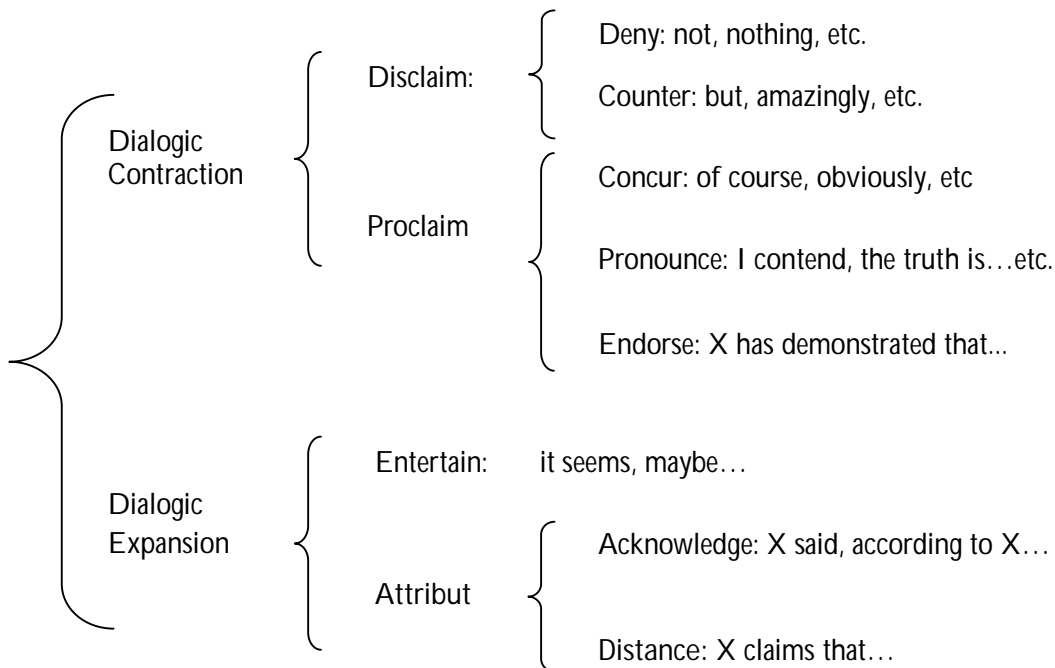 Deny: not, nothing, etc.
Disclaim:
Counter: but, amazingly, etc.
Dialogic
Contraction
Concur: of course, obviously, etc
Proclaim
Pronounce: I contend, the truth is…etc.
Endorse: X has demonstrated that...
Entertain: it seems, maybe…
Dialogic
Expansion
Acknowledge: X said, according to X…
Attribut
Distance: X claims that…